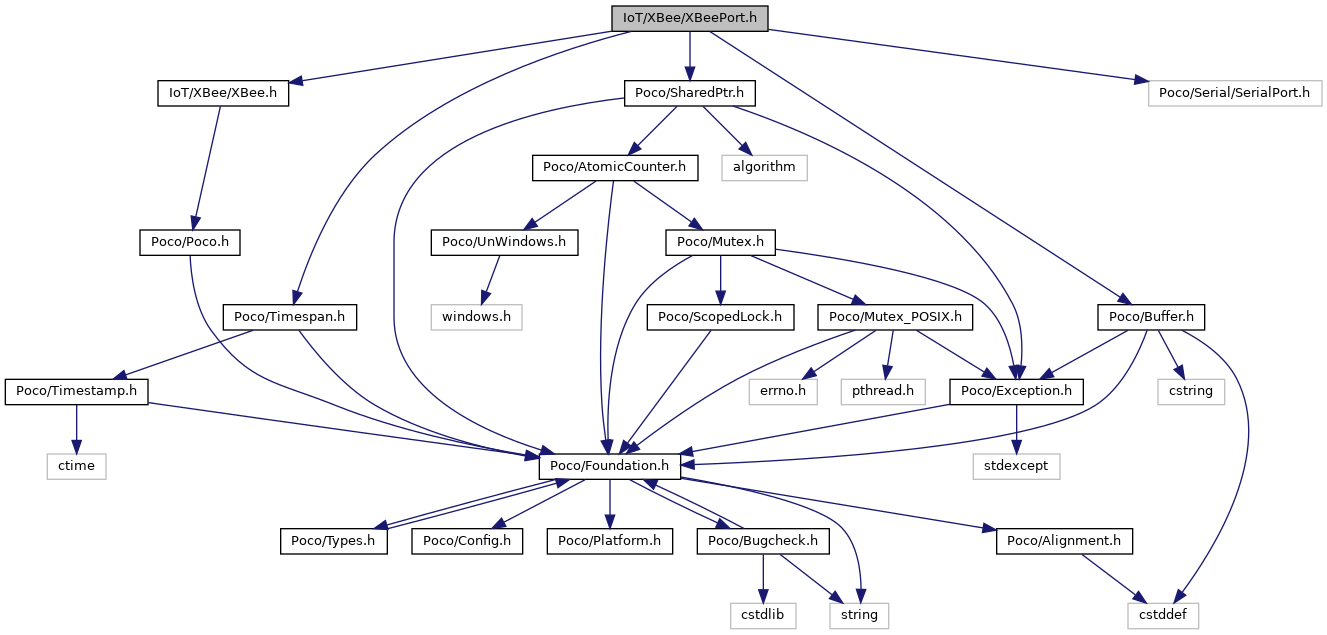 IoT/XBee/XBeePort.h
IoT/XBee/XBee.h
Poco/SharedPtr.h
Poco/Serial/SerialPort.h
Poco/AtomicCounter.h
algorithm
Poco/Poco.h
Poco/UnWindows.h
Poco/Mutex.h
Poco/Timespan.h
windows.h
Poco/ScopedLock.h
Poco/Mutex_POSIX.h
Poco/Buffer.h
Poco/Timestamp.h
errno.h
pthread.h
Poco/Exception.h
cstring
ctime
Poco/Foundation.h
stdexcept
Poco/Types.h
Poco/Config.h
Poco/Platform.h
Poco/Bugcheck.h
Poco/Alignment.h
cstdlib
string
cstddef